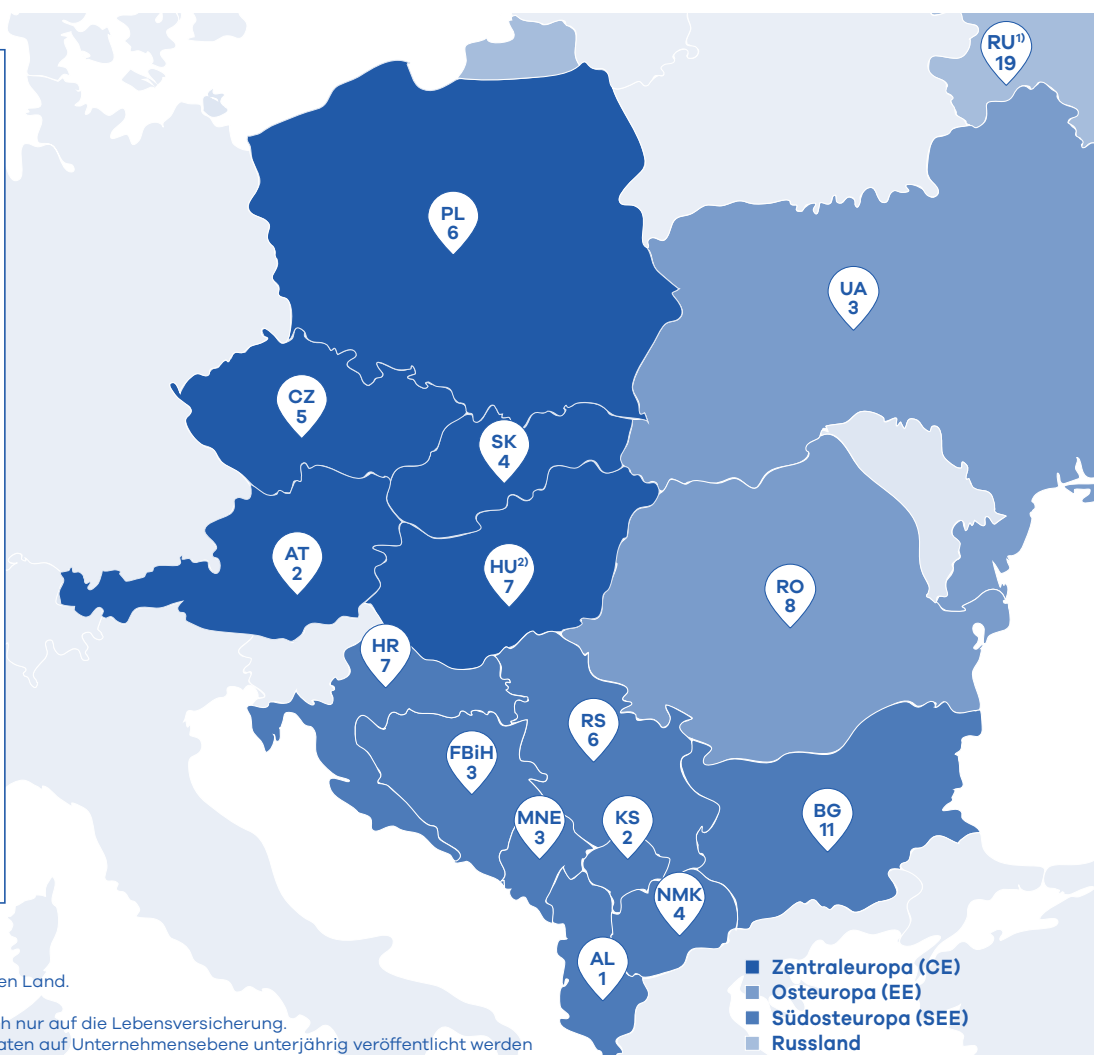 RU¹⁾
19
PL
6
UA
3
CZ
5
SK
4
AT
2
HU²⁾
7
RO
8
HR
7
RS
6
FBiH
3
MNE
3
KS
2
BG
11
NMK
4
AL
1
Zentraleuropa (CE)
Osteuropa (EE)
Südosteuropa (SEE)
Russland
en Land.
h nur auf die Lebensversicherung.
aten auf Unternehmensebene unterjährig veröffentlicht werden